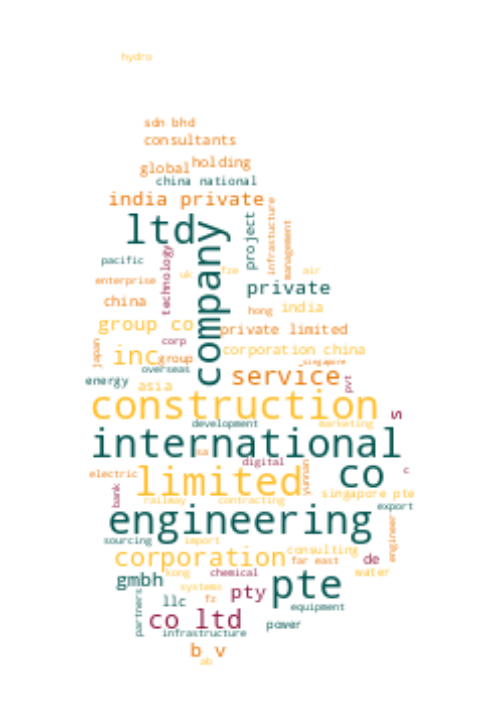 hydro
sdn bhd
consultants
global
holding
china national
india private
ltd
company
project
infrastucture
management
technology
pacific
uk
fze
air
enterprise
private
china
hong
india
group co
private limited
japan
corp
inc
group
corporation china
singapore
overseas
energy
asia
service
pvt
construction
s
development
marketing
international
sa
digital
co
c
electric
limited
yunnan
bank
singapore pte
railway
contracting
export
engineering
engineer
sourcing
import
corporation
consulting
far east
de
kong
chemical
water
gmbh
systems
pty
pte
partners
llc
fz
equipment
co ltd
power
infrastructure
b v
ab